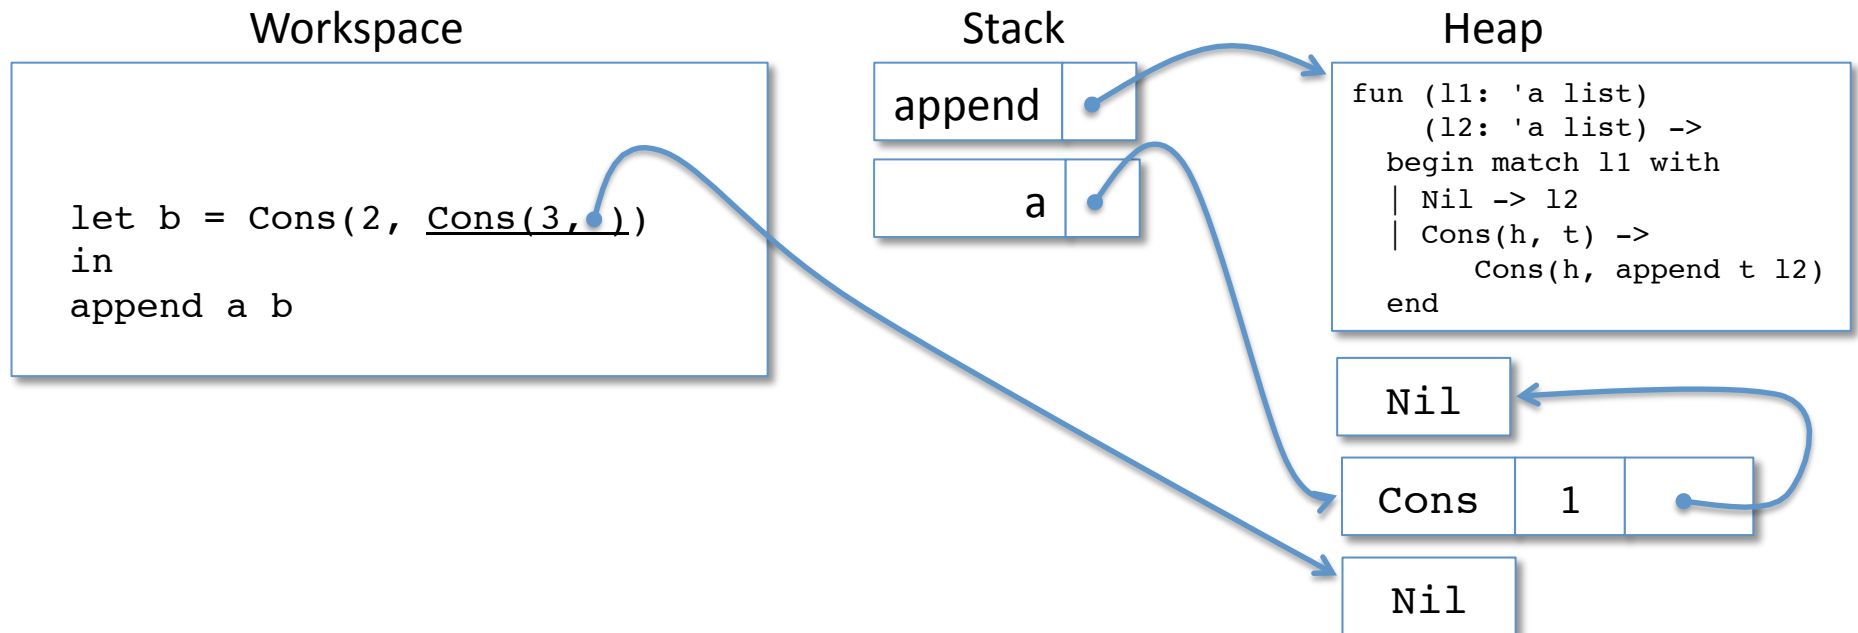 Workspace
let b = Cons(2, Cons(3, ))
in
append a b
Stack
append
a
Heap
fun (l1: 'a list)
(l2: 'a list) ->
begin match l1 with
| Nil -> l2
| Cons(h, t) ->
Cons(h, append t l2)
end
Nil
Cons 1
Nil